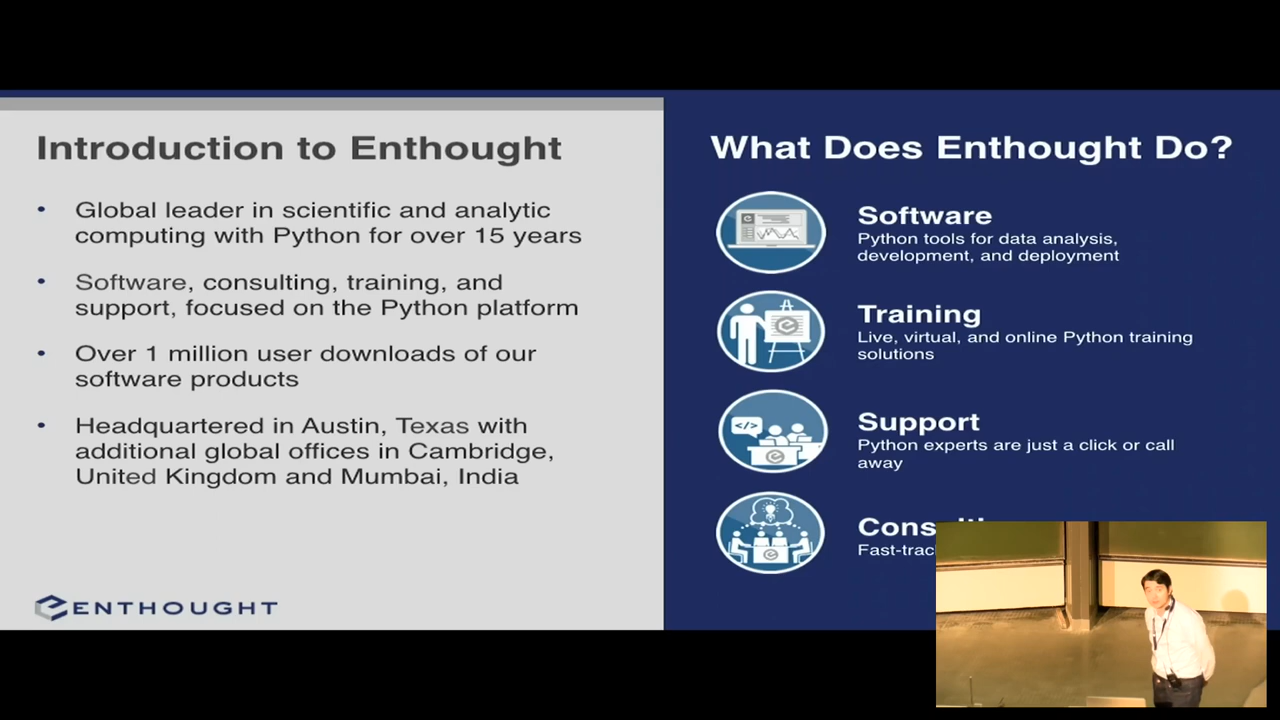 Introduction to Enthought
• Global leader in scientific and analytic
computing with Python for over 15 years
• Software, consulting, training, and
support, focused on the Python platform
• Over 1 million user downloads of our
software products
• Headquartered in Austin, Texas with
additional global offices in Cambridge,
United Kingdom and Mumbai, India
ENTHOUGHT
What Does Enthought Do?
Software
Python tools for data analysis,
development, and deployment
Training
Live, virtual, and online Python training
solutions
Support
Python experts are just a click or call
away